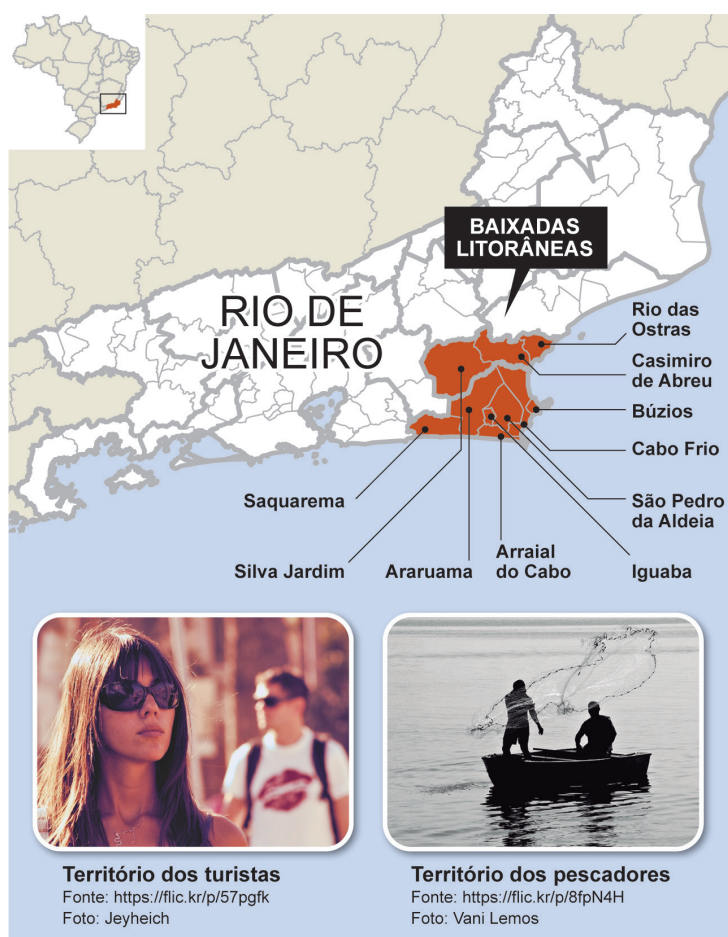 BAIXADAS
LITORÂNEAS
RIO DE
JANEIRO
Rio das
Ostras
Casimiro
de Abreu
Búzios
Cabo Frio
São Pedro
da Aldeia
Iguaba
Arraial
do Cabo
Araruama
Silva Jardim
Saquarema
Território dos turistas
Fonte: https://flic.kr/p/57pgfk
Foto: Jeyheich
Território dos pescadores
Fonte: https://flic.kr/p/8fpN4H
Foto: Vani Lemos